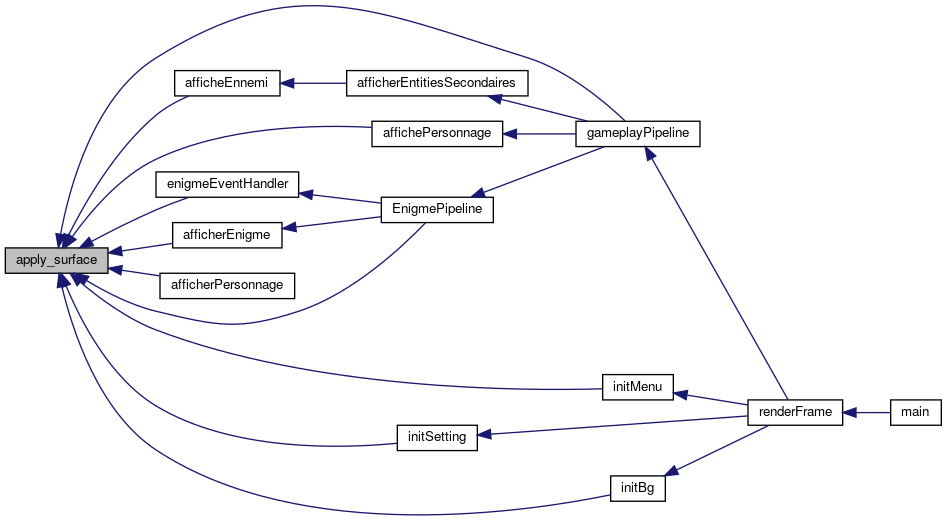 afficheEnnemi
afficherEntitiesSecondaires
affichePersonnage
gameplayPipeline
enigmeEventHandler
EnigmePipeline
afficherEnigme
apply_surface
afficherPersonnage
initMenu
renderFrame
main
initSetting
initBg